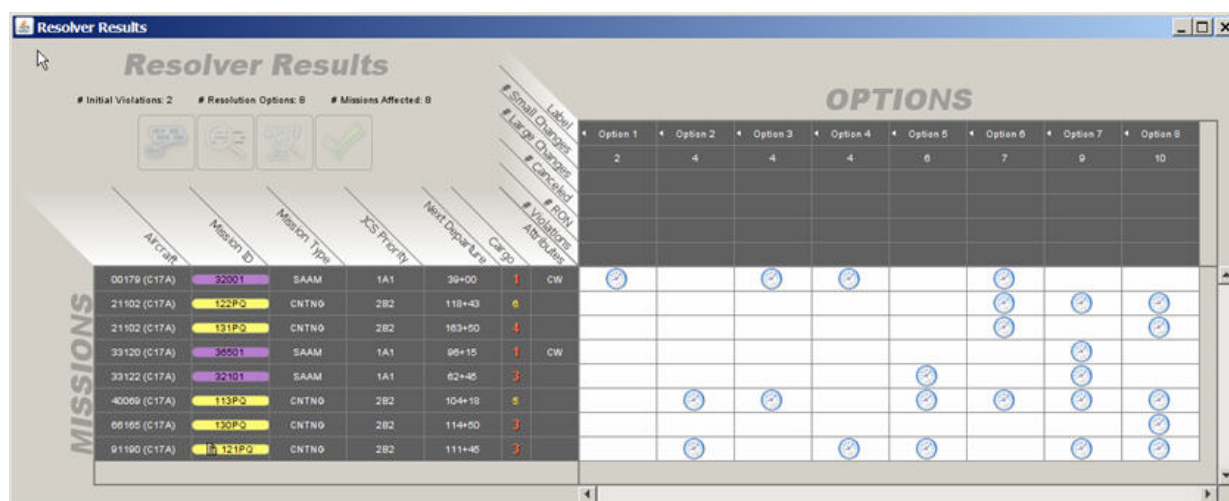 Resolver Results
Resolver Results
# Initial Violations: 2 # Resolution Options: 8 # Missions Affected: 8
OPTIONS
Label
# Small Changes
# Large Changes
# Canceled
# RON
# Violations
Attributes
Option 1 Option 2 Option 3 Option 4 Option 5 Option 6 Option 7 Option 8
2 4 4 4 6 7 9 10
Aircraft Mission ID Mission Type JCS Priority Next Departure Cargo
MISSIONS
00179 (C17A) 32001 SAAM 1A1 39+00 1 CW
21102 (C17A) 122PQ CNTNG 2B2 118+43 6
21102 (C17A) 131PQ CNTNG 2B2 163+50 4
33120 (C17A) 36501 SAAM 1A1 96+15 1 CW
33122 (C17A) 32101 SAAM 1A1 62+45 3
40069 (C17A) 113PQ CNTNG 2B2 104+18 5
66165 (C17A) 130PQ CNTNG 2B2 114+50 3
91190 (C17A) 121PQ CNTNG 2B2 111+45 3